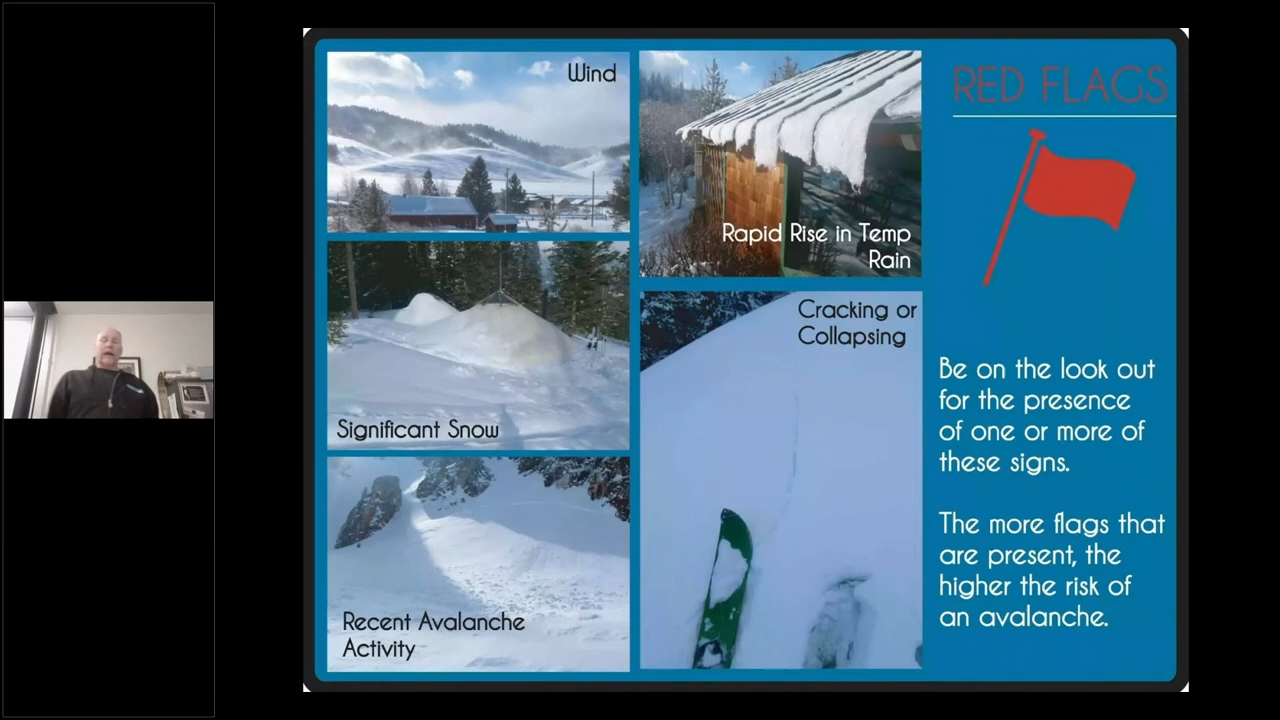 Wind
Significant Snow
Recent Avalanche
Activity
Rapid Rise in Temp
Rain
Cracking or
Collapsing
RED FLAGS
Be on the look out
for the presence
of one or more of
these signs.
The more flags that
are present, the
higher the risk of
an avalanche.